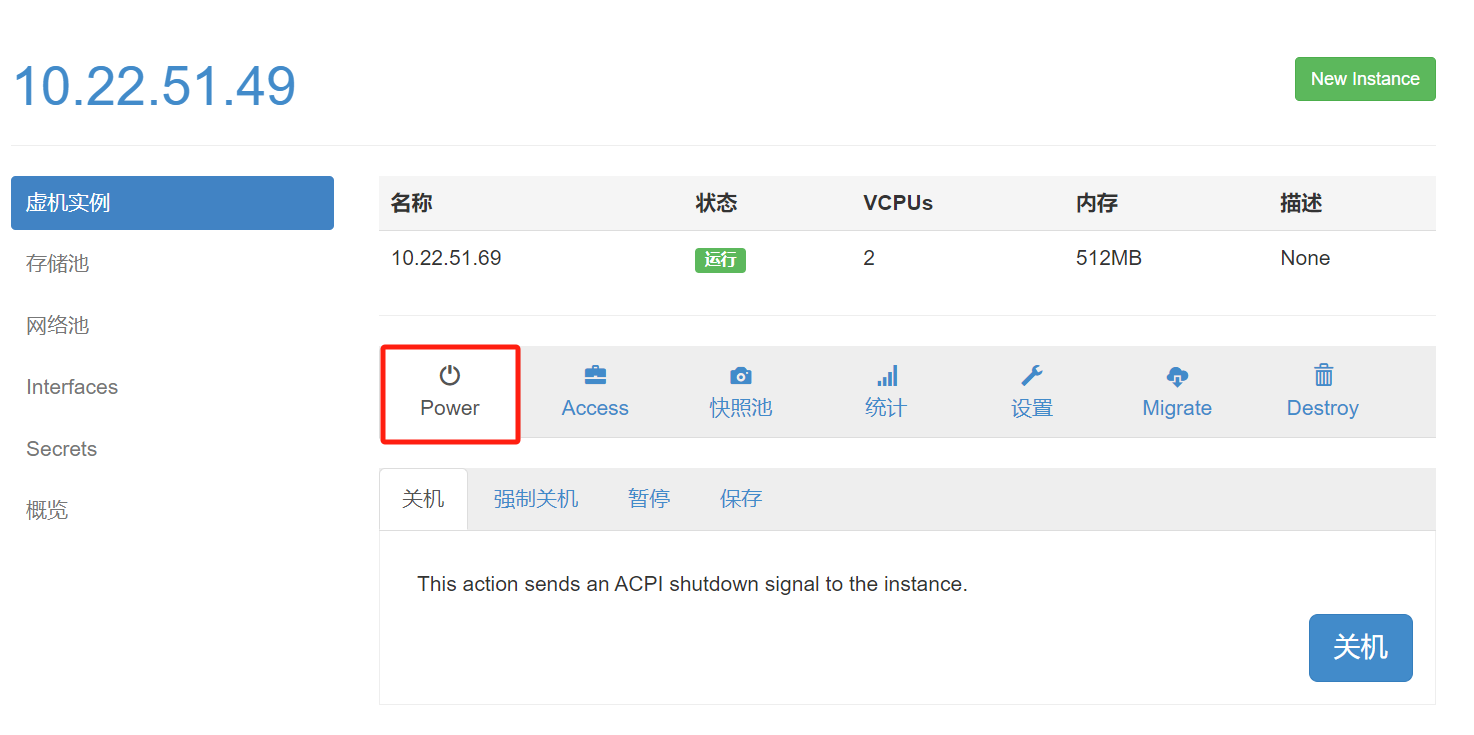 10.22.51.49
New Instance
虚机实例
存储池
网络池
Interfaces
Secrets
概览
名称 状态 VCPUs 内存 描述
10.22.51.69 运行 2 512MB None
Power Access 快照池 统计 设置 Migrate Destroy
关机 强制关机 暂停 保存
This action sends an ACPI shutdown signal to the instance.
关机